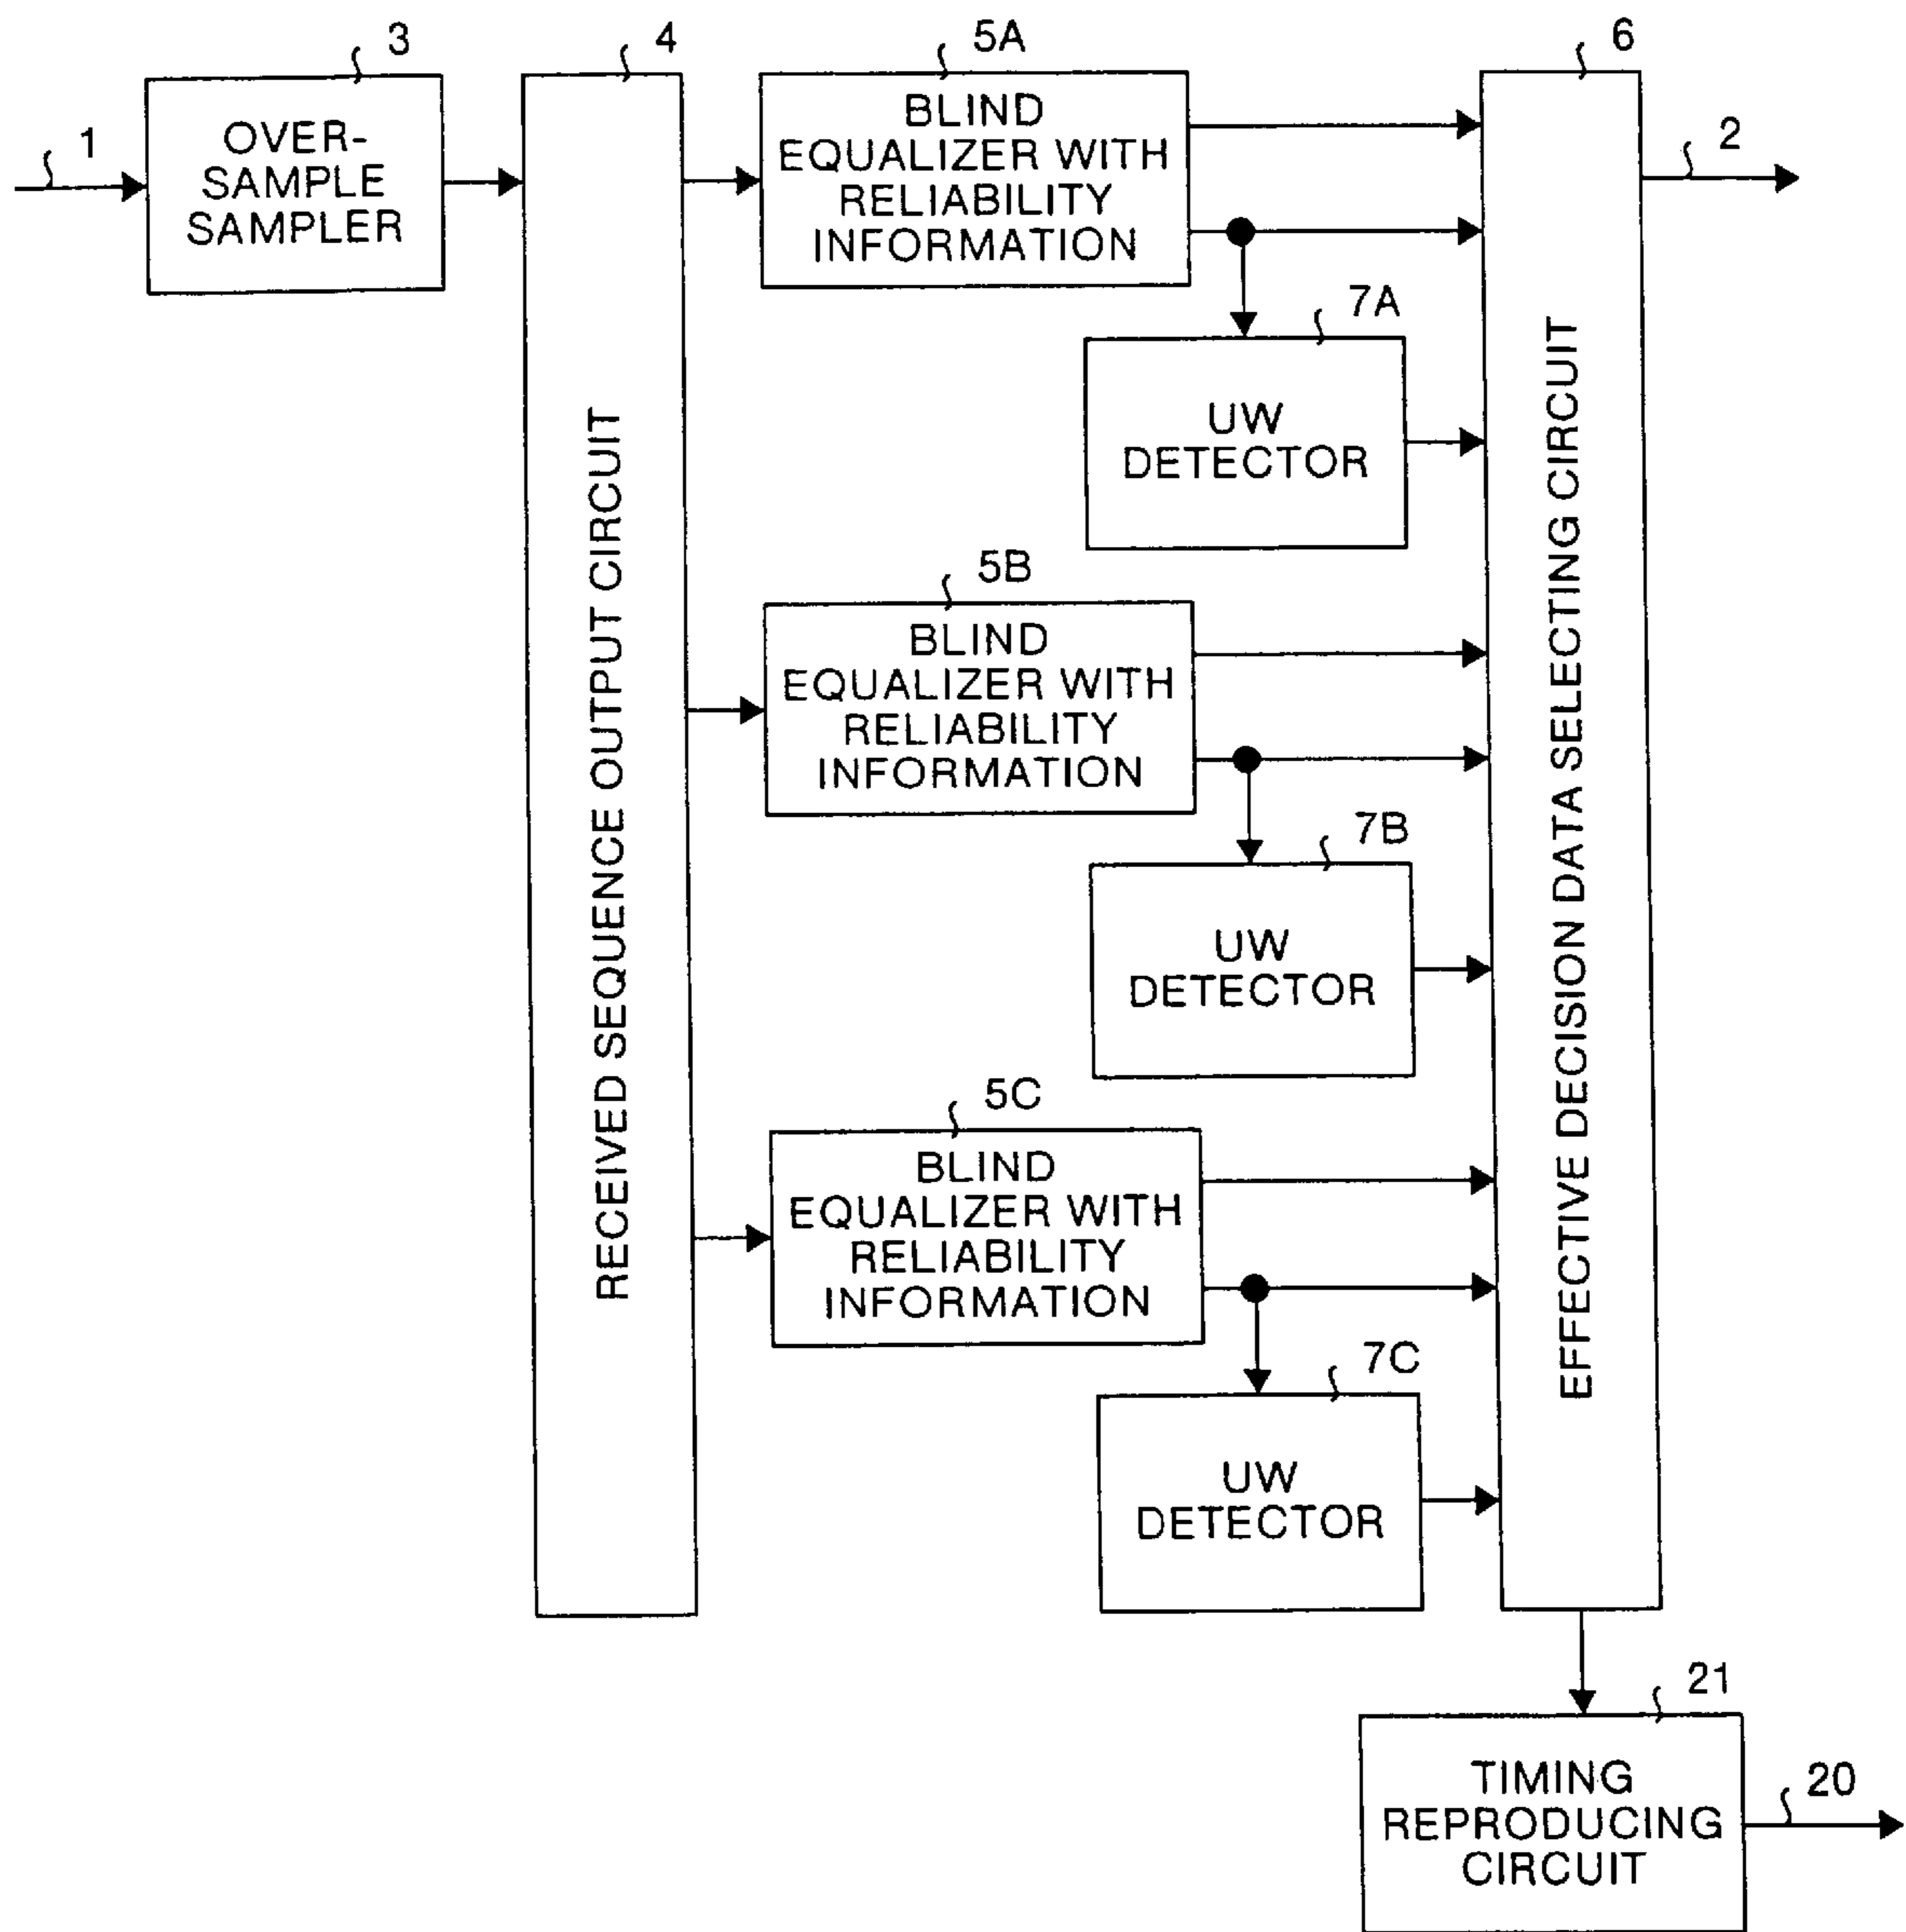 3
4
5A
6
1
2
OVER-
SAMPLE
SAMPLER
BLIND
EQUALIZER WITH
RELIABILITY
INFORMATION
7A
UW
DETECTOR
RECEIVED SEQUENCE OUTPUT CIRCUIT
EFFECTIVE DECISION DATA SELECTING CIRCUIT
5B
BLIND
EQUALIZER WITH
RELIABILITY
INFORMATION
7B
UW
DETECTOR
5C
BLIND
EQUALIZER WITH
RELIABILITY
INFORMATION
7C
UW
DETECTOR
21
TIMING
REPRODUCING
CIRCUIT
20